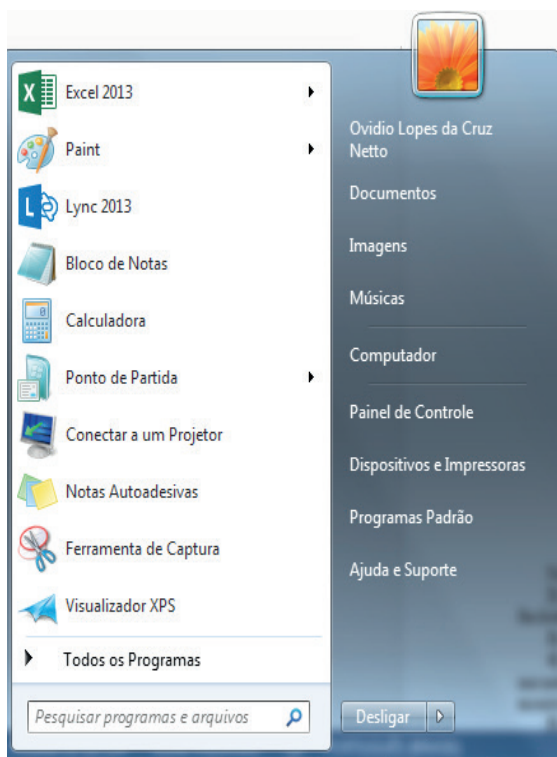 Excel 2013
Paint
Lync 2013
Bloco de Notas
Calculadora
Ponto de Partida
Conectar a um Projetor
Notas Autoadesivas
Ferramenta de Captura
Visualizador XPS
Todos os Programas
Pesquisar programas e arquivos
Ovidio Lopes da Cruz
Netto
Documentos
Imagens
Músicas
Computador
Painel de Controle
Dispositivos e Impressoras
Programas Padrão
Ajuda e Suporte
Desligar